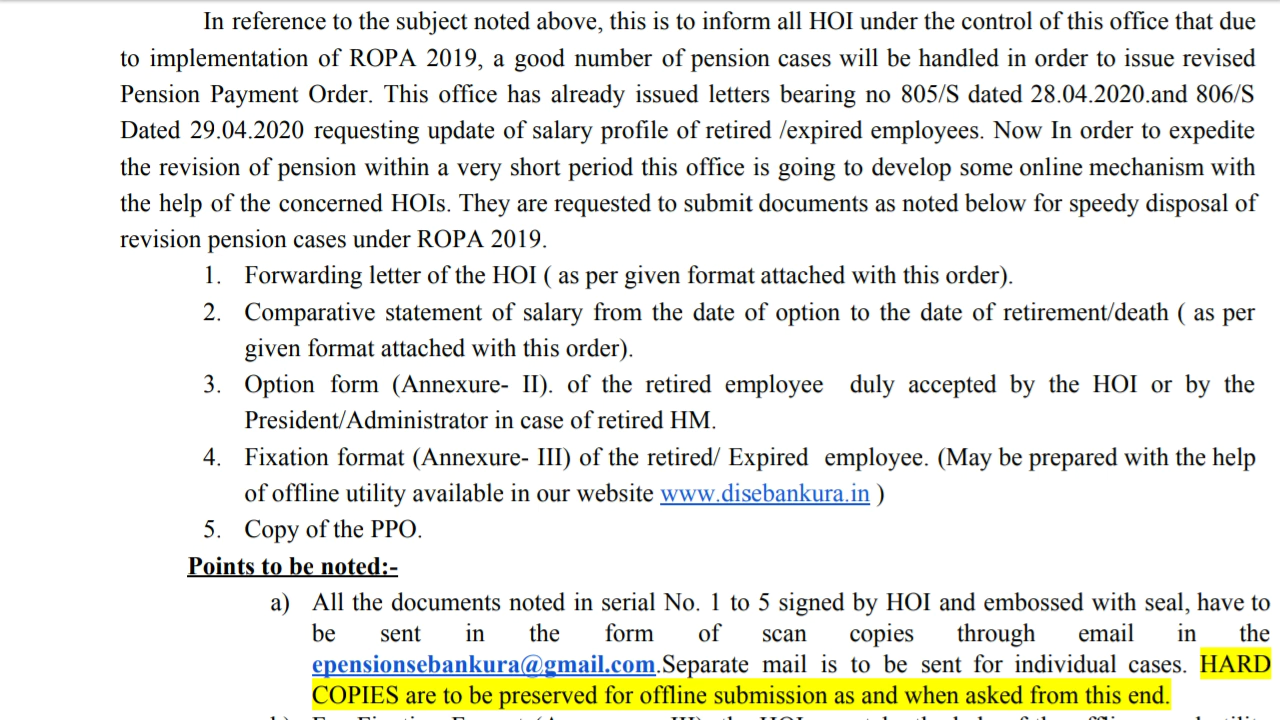 In reference to the subject noted above, this is to inform all HOI under the control of this office that due
to implementation of ROPA 2019, a good number of pension cases will be handled in order to issue revised
Pension Payment Order. This office has already issued letters bearing no 805/S dated 28.04.2020.and 806/S
Dated 29.04.2020 requesting update of salary profile of retired /expired employees. Now In order to expedite
the revision of pension within a very short period this office is going to develop some online mechanism with
the help of the concerned HOIs. They are requested to submit documents as noted below for speedy disposal of
revision pension cases under ROPA 2019.
1. Forwarding letter of the HOI ( as per given format attached with this order).
2. Comparative statement of salary from the date of option to the date of retirement/death ( as per
given format attached with this order).
3. Option form (Annexure- II). of the retired employee duly accepted by the HOI or by the
President/Administrator in case of retired HM.
4. Fixation format (Annexure- III) of the retired/ Expired employee. (May be prepared with the help
of offline utility available in our website www.disebankura.in )
5. Copy of the PPO.
Points to be noted:-
a) All the documents noted in serial No. 1 to 5 signed by HOI and embossed with seal, have to
be sent in the form of scan copies through email in the
epensionsebankura@gmail.com.Separate mail is to be sent for individual cases. HARD
COPIES are to be preserved for offline submission as and when asked from this end.